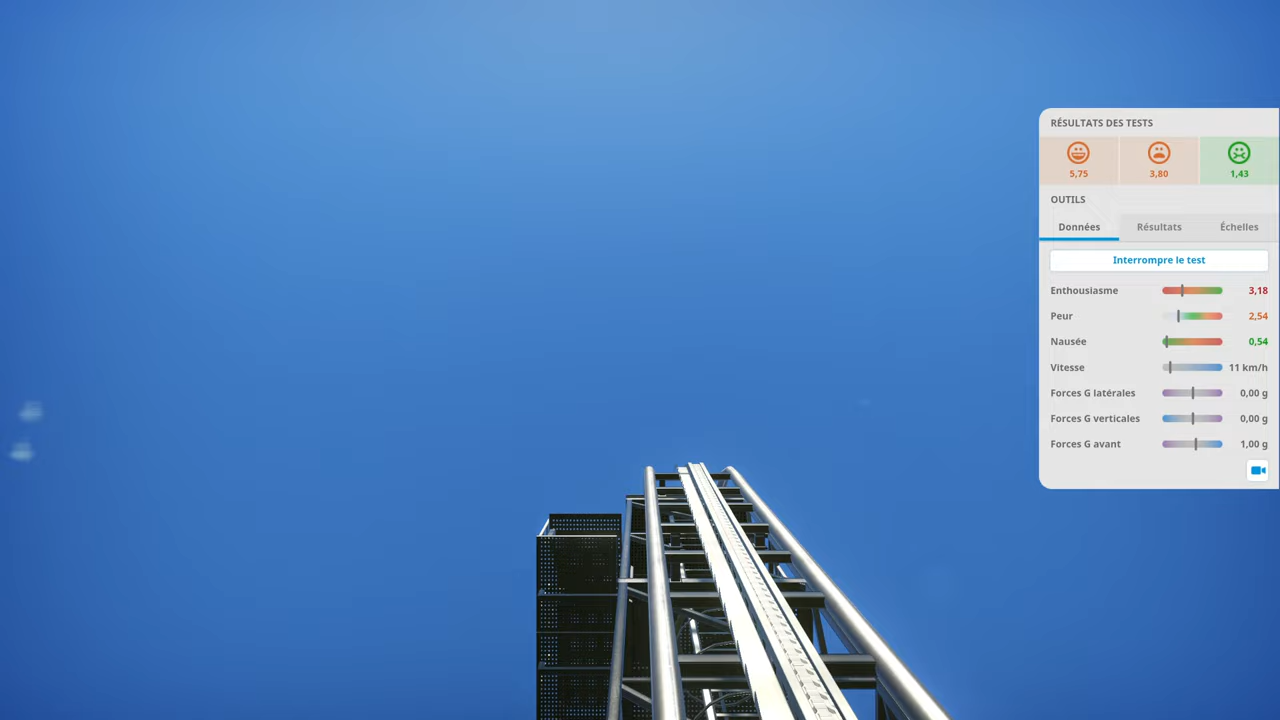 RÉSULTATS DES TESTS
5,75 3,80 1,43
OUTILS
Données Résultats Échelles
Interrompre le test
Enthousiasme 3,18
Peur 2,54
Nausée 0,54
Vitesse 11 km/h
Forces G latérales 0,00 g
Forces G verticales 0,00 g
Forces G avant 1,00 g